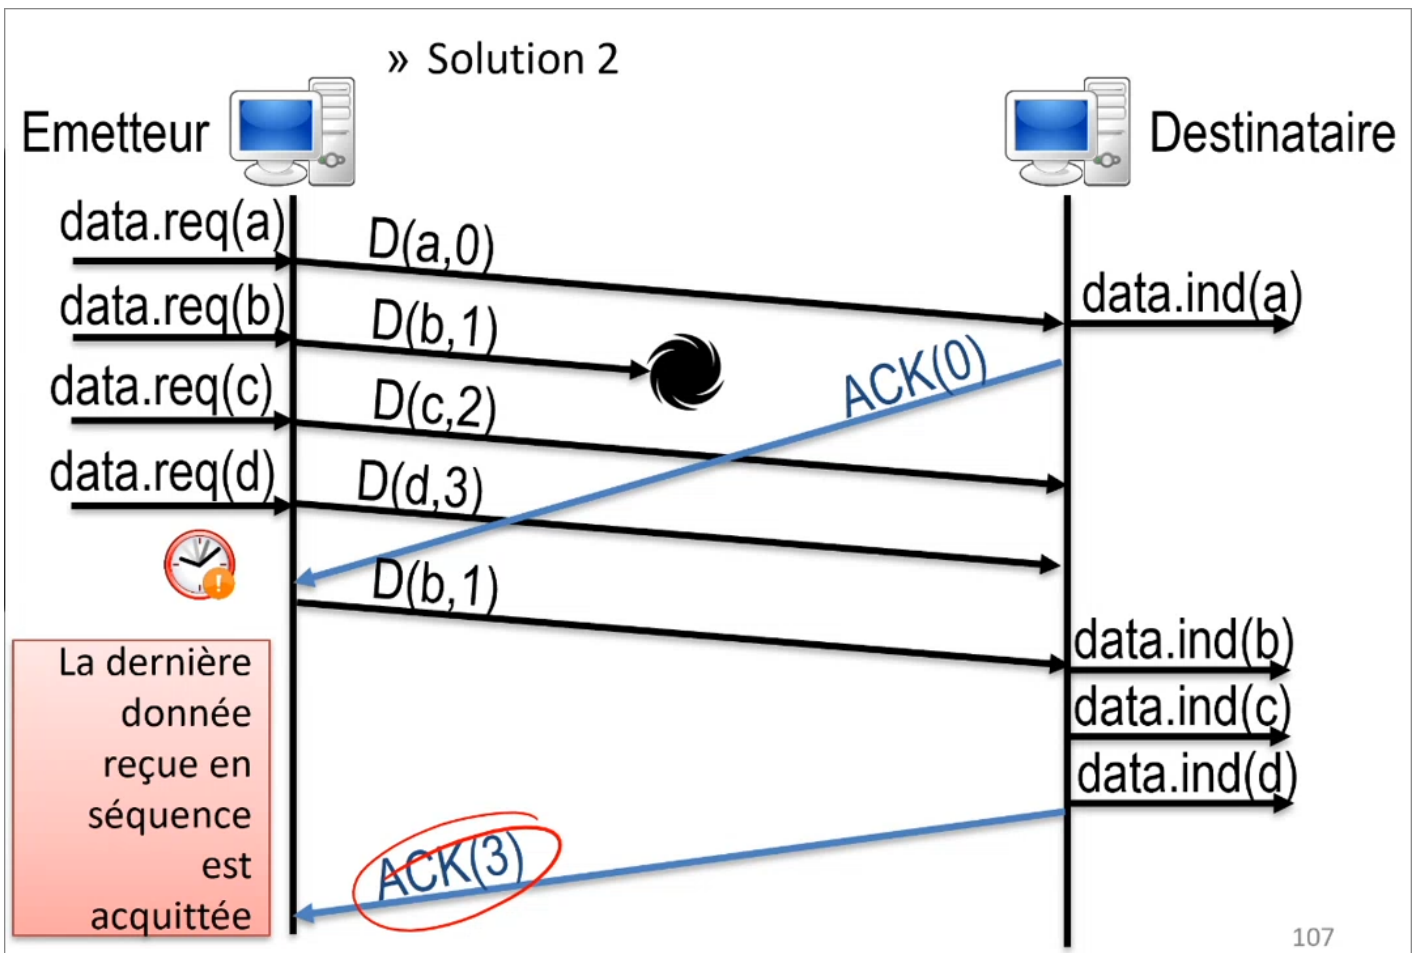 » Solution 2
Emetteur
Destinataire
data.req(a)
D(a,0)
data.ind(a)
data.req(b)
D(b,1)
ACK(0)
data.req(c)
D(c,2)
data.req(d)
D(d,3)
D(b,1)
data.ind(b)
data.ind(c)
data.ind(d)
La dernière
donnée
reçue en
séquence
est
acquittée
ACK(3)
107